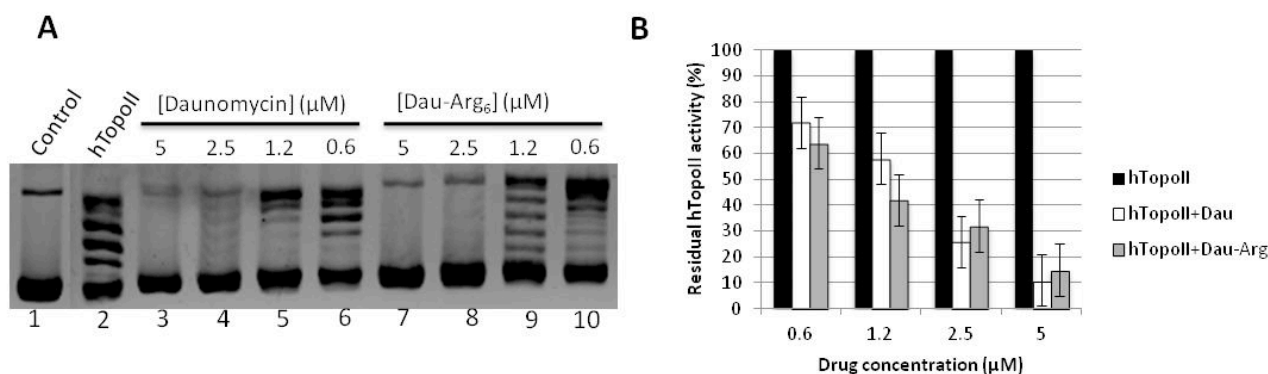 A
Control
hTopoII
[Daunomycin] (μM)
[Dau-Arg₆] (μM)
5 2.5 1.2 0.6 5 2.5 1.2 0.6
1 2 3 4 5 6 7 8 9 10
B
Residual hTopoII activity (%)
100
90
80
70
60
50
40
30
20
10
0
0.6 1.2 2.5 5
Drug concentration (μM)
hTopoII
hTopoII+Dau
hTopoII+Dau-Arg